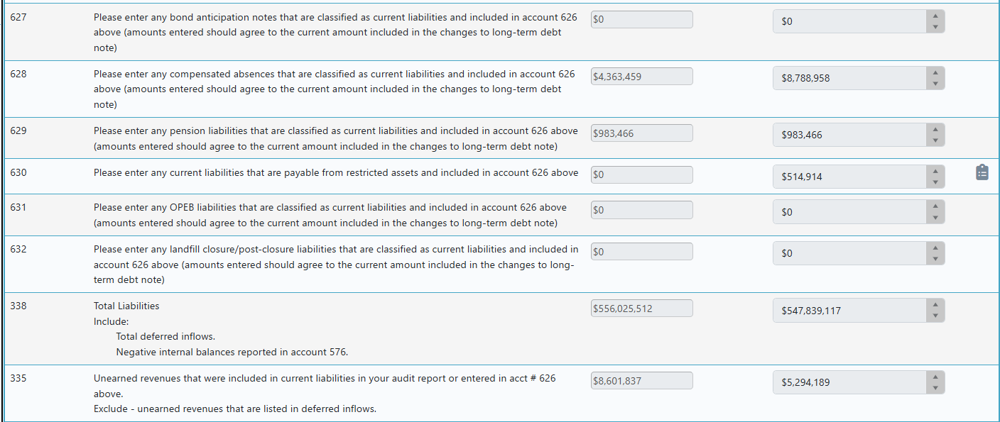 627
Please enter any bond anticipation notes that are classified as current liabilities and included in account 626
above (amounts entered should agree to the current amount included in the changes to long-term debt
note)
$0
$0
628
Please enter any compensated absences that are classified as current liabilities and included in account 626
above (amounts entered should agree to the current amount included in the changes to long-term debt
note)
$4,363,459
$8,788,958
629
Please enter any pension liabilities that are classified as current liabilities and included in account 626 above
(amounts entered should agree to the current amount included in the changes to long-term debt note)
$983,466
$983,466
630
Please enter any current liabilities that are payable from restricted assets and included in account 626 above
$0
$514,914
631
Please enter any OPEB liabilities that are classified as current liabilities and included in account 626 above
(amounts entered should agree to the current amount included in the changes to long-term debt note)
$0
$0
632
Please enter any landfill closure/post-closure liabilities that are classified as current liabilities and included in
account 626 above (amounts entered should agree to the current amount included in the changes to long-
term debt note)
$0
$0
338
Total Liabilities
Include:
Total deferred inflows.
Negative internal balances reported in account 576.
$556,025,512
$547,839,117
335
Unearned revenues that were included in current liabilities in your audit report or entered in acct # 626
above.
Exclude - unearned revenues that are listed in deferred inflows.
$8,601,837
$5,294,189